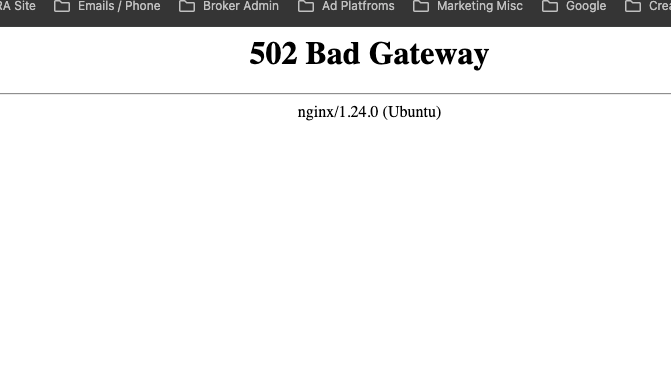 RA Site Emails / Phone Broker Admin Ad Platfroms Marketing Misc Google Crea
502 Bad Gateway
nginx/1.24.0 (Ubuntu)